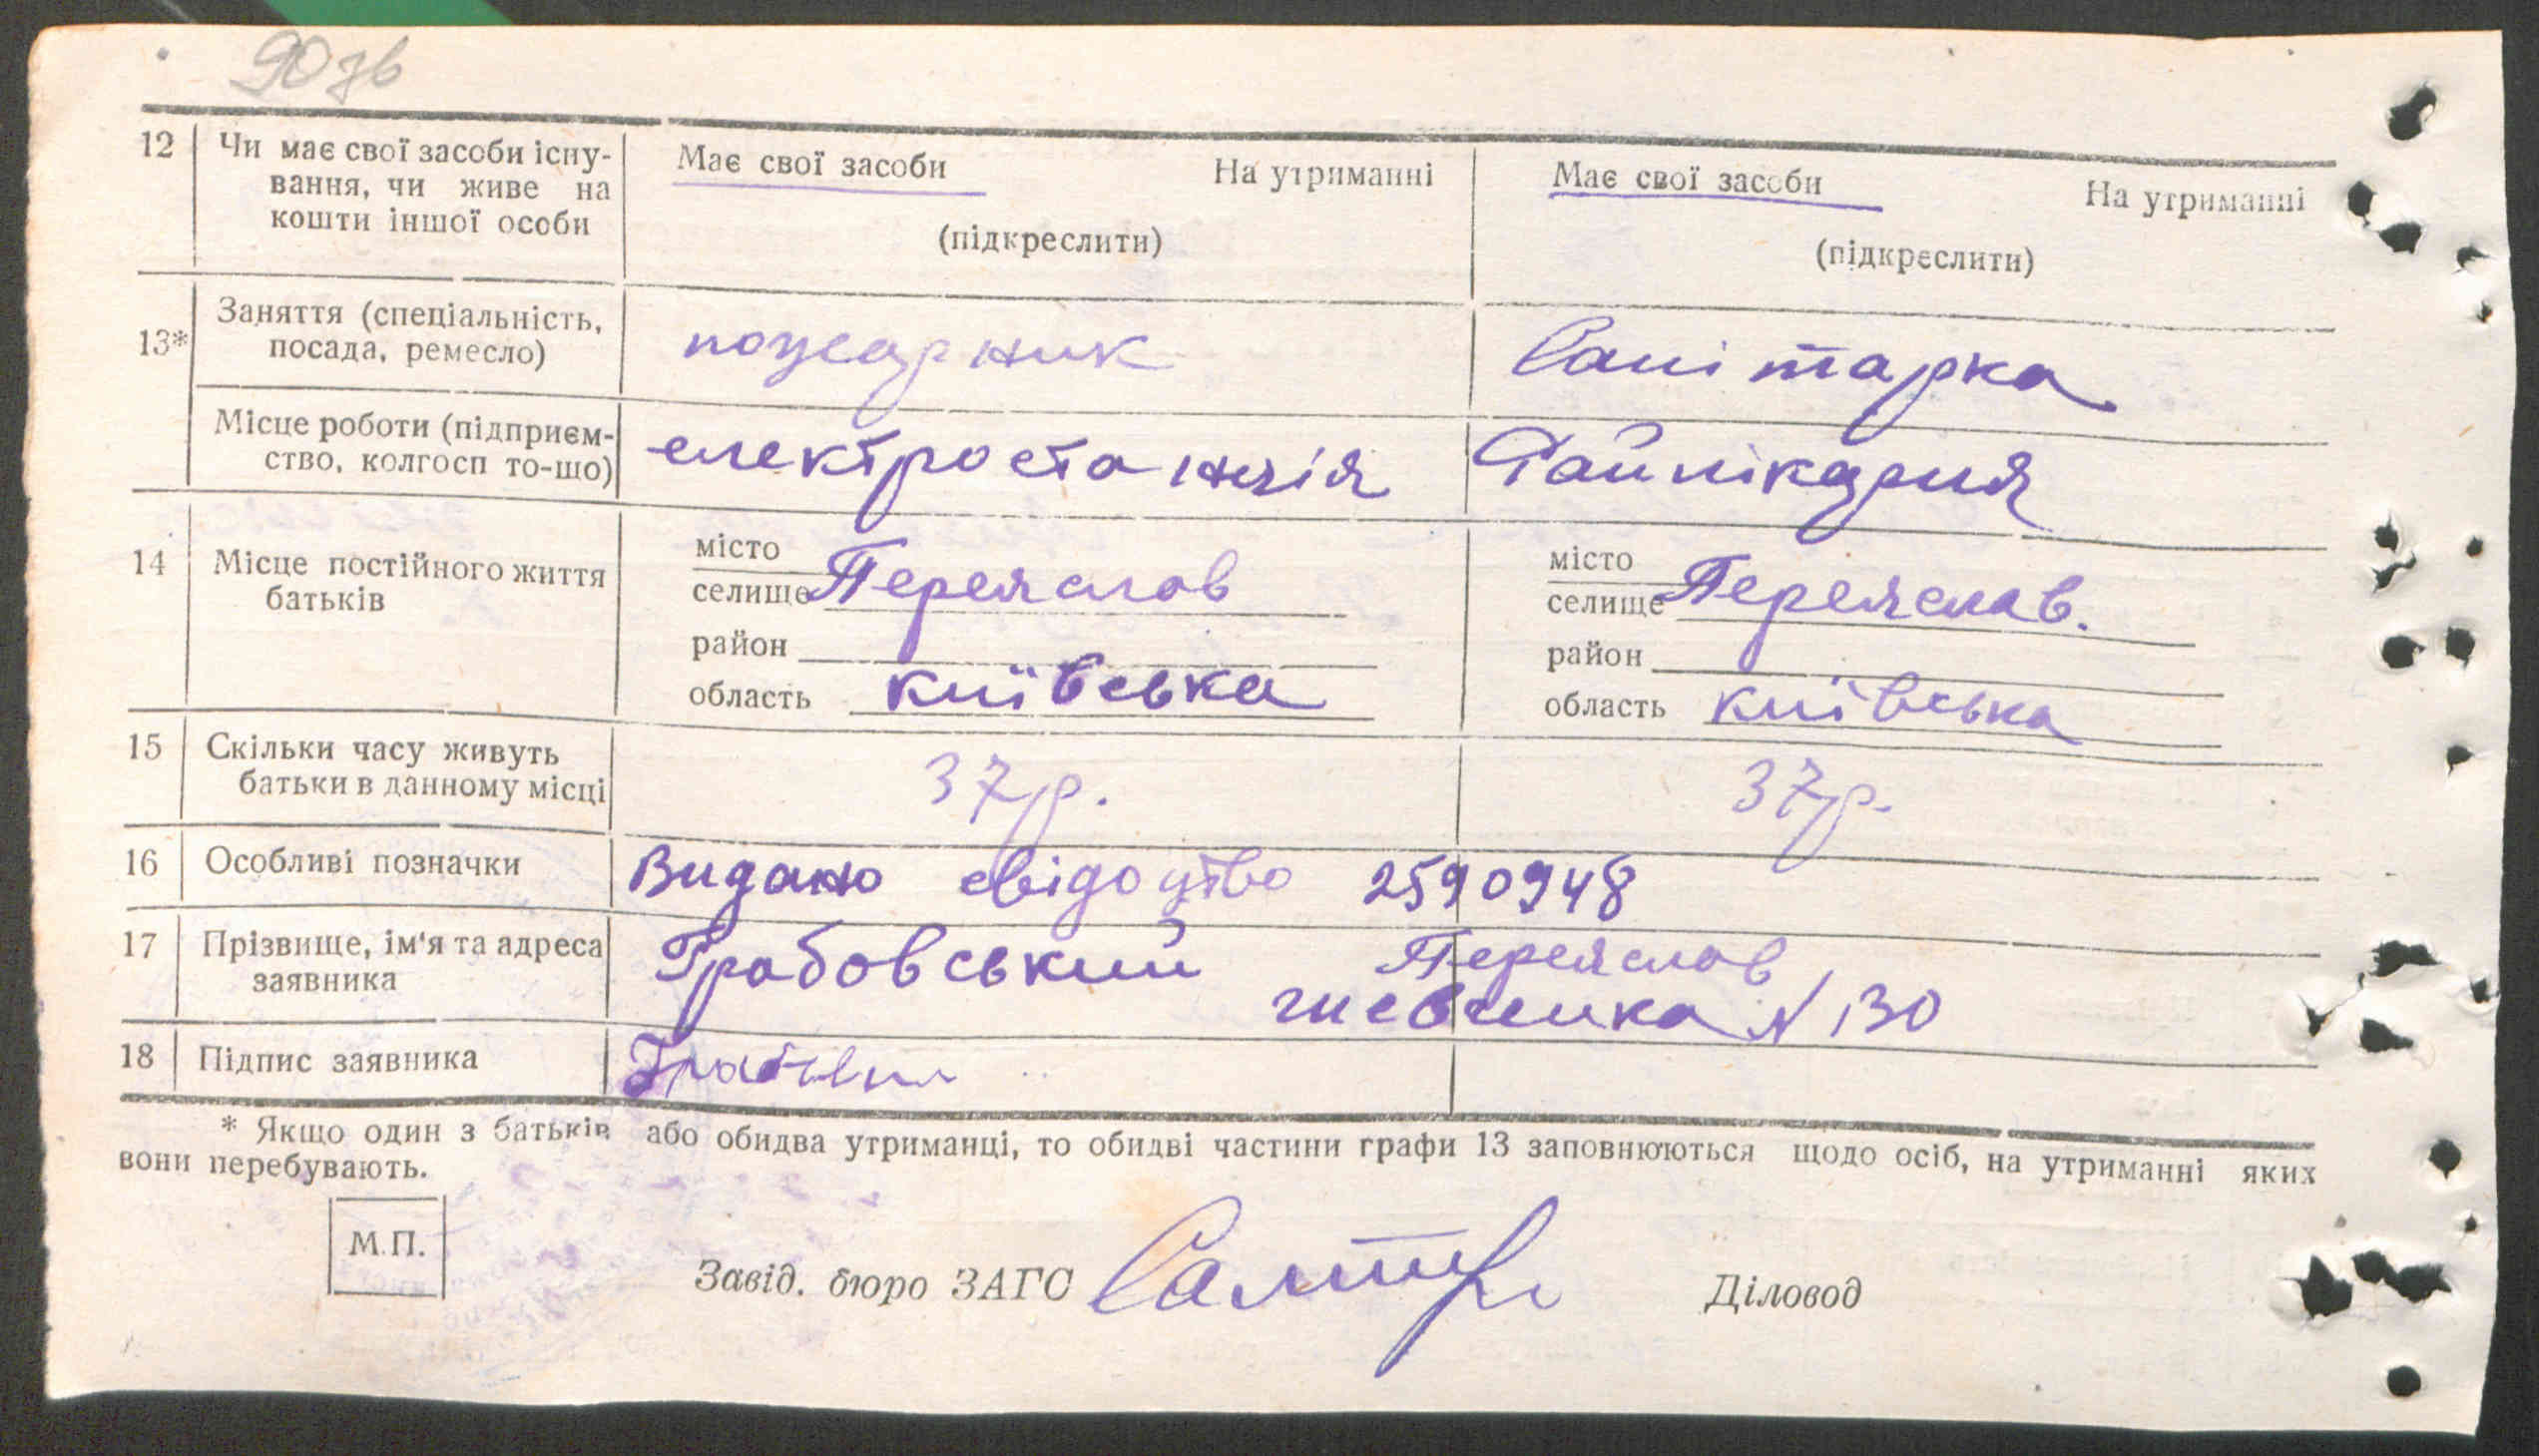 90 зв
12 Чи має свої засоби існу- Має свої засоби На утриманні Має свої засоби На утриманні
вання, чи живе на
кошти іншої особи (підкреслити) (підкреслити)
13* Заняття (спеціальність, пожарник Санітарка
посада, ремесло)
Місце роботи (підприєм- електростанція Райлікарня
ство, колгосп то-що)
14 Місце постійного життя місто Переяслав місто Переяслав.
батьків селище селище
район район
область київська область київська
15 Скільки часу живуть 37р. 37р.
батьки в данному місці
16 Особливі позначки Видано свідоцтво 2590948
17 Прізвище, ім'я та адреса Грабовський Переяслав
заявника N 130
18 Підпис заявника
* Якщо один з батьків або обидва утриманці, то обидві частини графи 13 заповнюються щодо осіб, на утриманні яких
вони перебувають.
М.П.
Завід. бюро ЗАГС Діловод